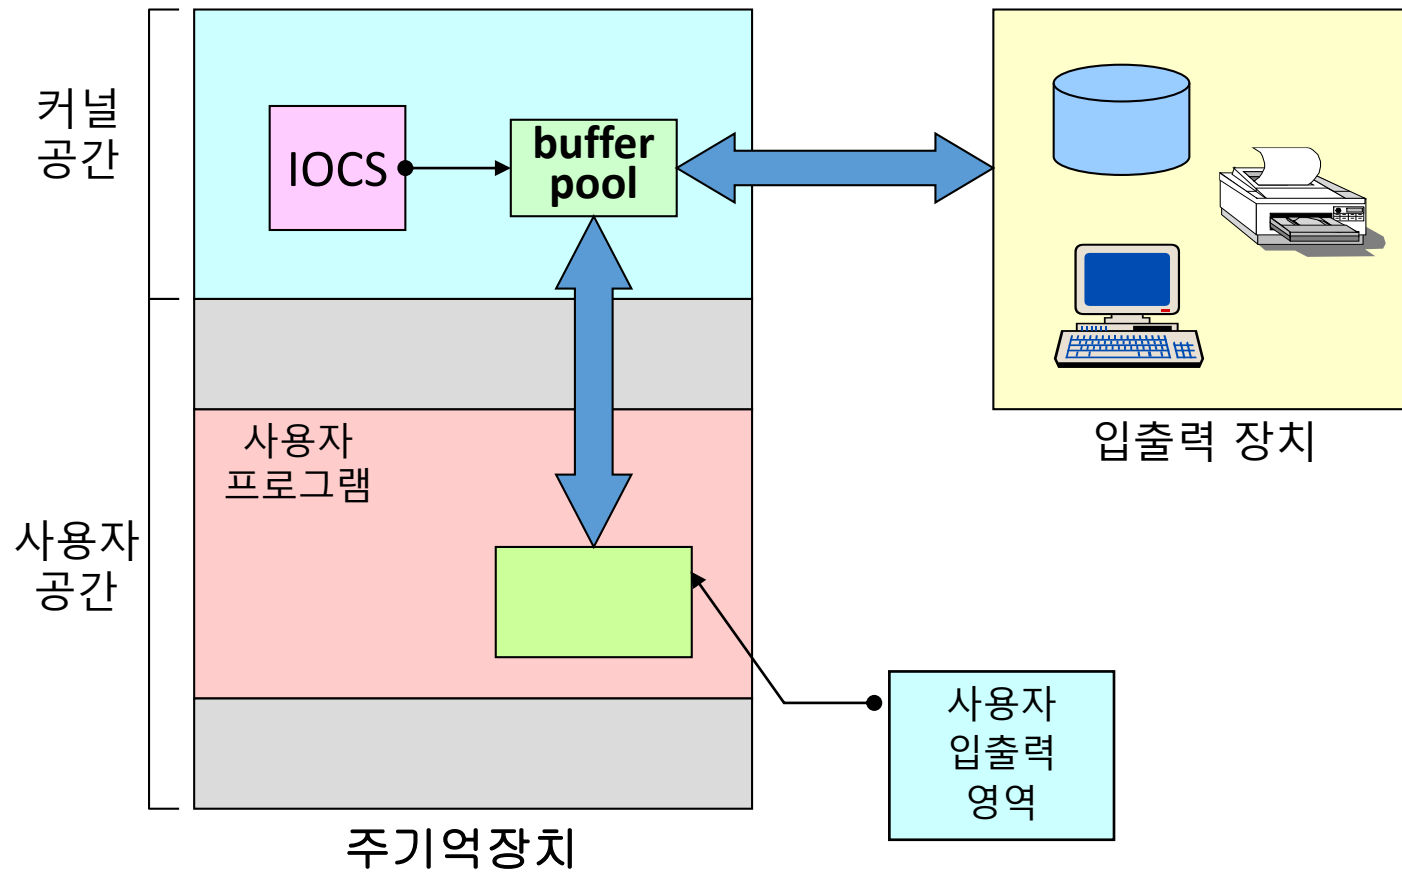 커널
공간
IOCS
buffer
pool
사용자
프로그램
입출력 장치
사용자
공간
사용자
입출력
영역
주기억장치